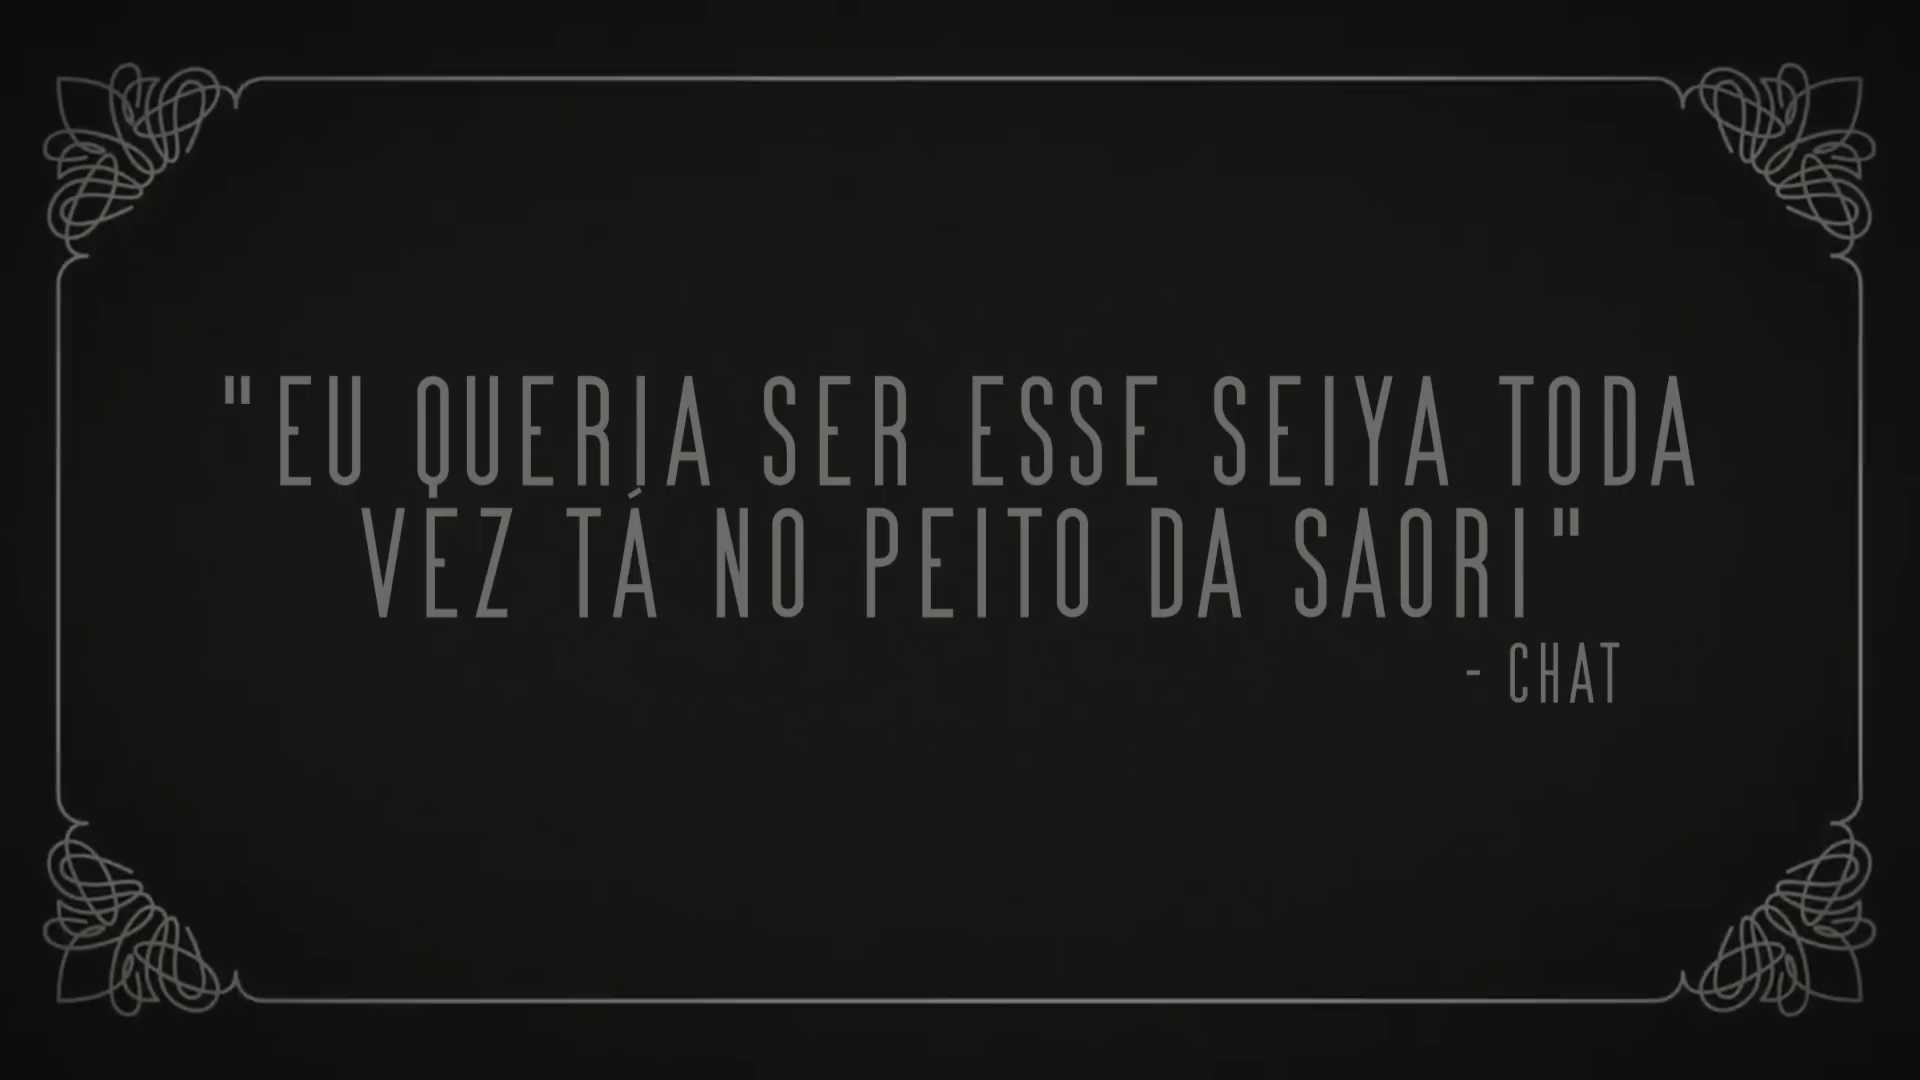 "EU QUERIA SER ESSE SEIYA TODA
VEZ TÁ NO PEITO DA SAORI"
- CHAT